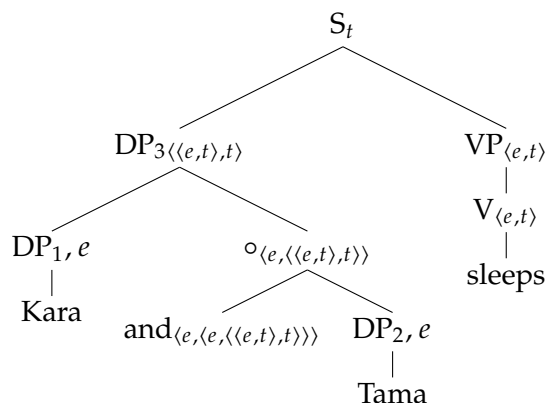 S_t
DP_3⟨⟨e,t⟩,t⟩ VP⟨e,t⟩
V⟨e,t⟩
DP_1, e ∘⟨e,⟨⟨e,t⟩,t⟩⟩
sleeps
Kara and⟨e,⟨e,⟨⟨e,t⟩,t⟩⟩⟩ DP_2, e
Tama